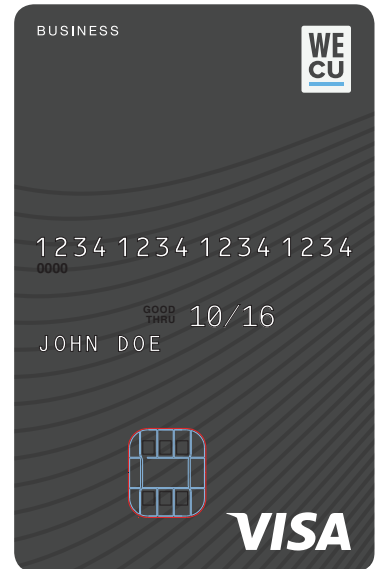 BUSINESS
WE
CU
1234 1234 1234 1234
0000
GOOD
THRU
10/16
JOHN DOE
VISA